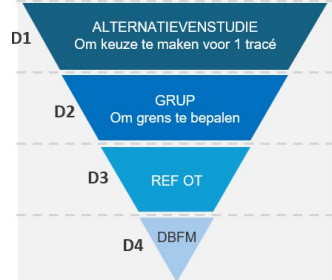 D1
ALTERNATIEVENSTUDIE
Om keuze te maken voor 1 tracé
D2
GRUP
Om grens te bepalen
D3
REF OT
D4
DBFM